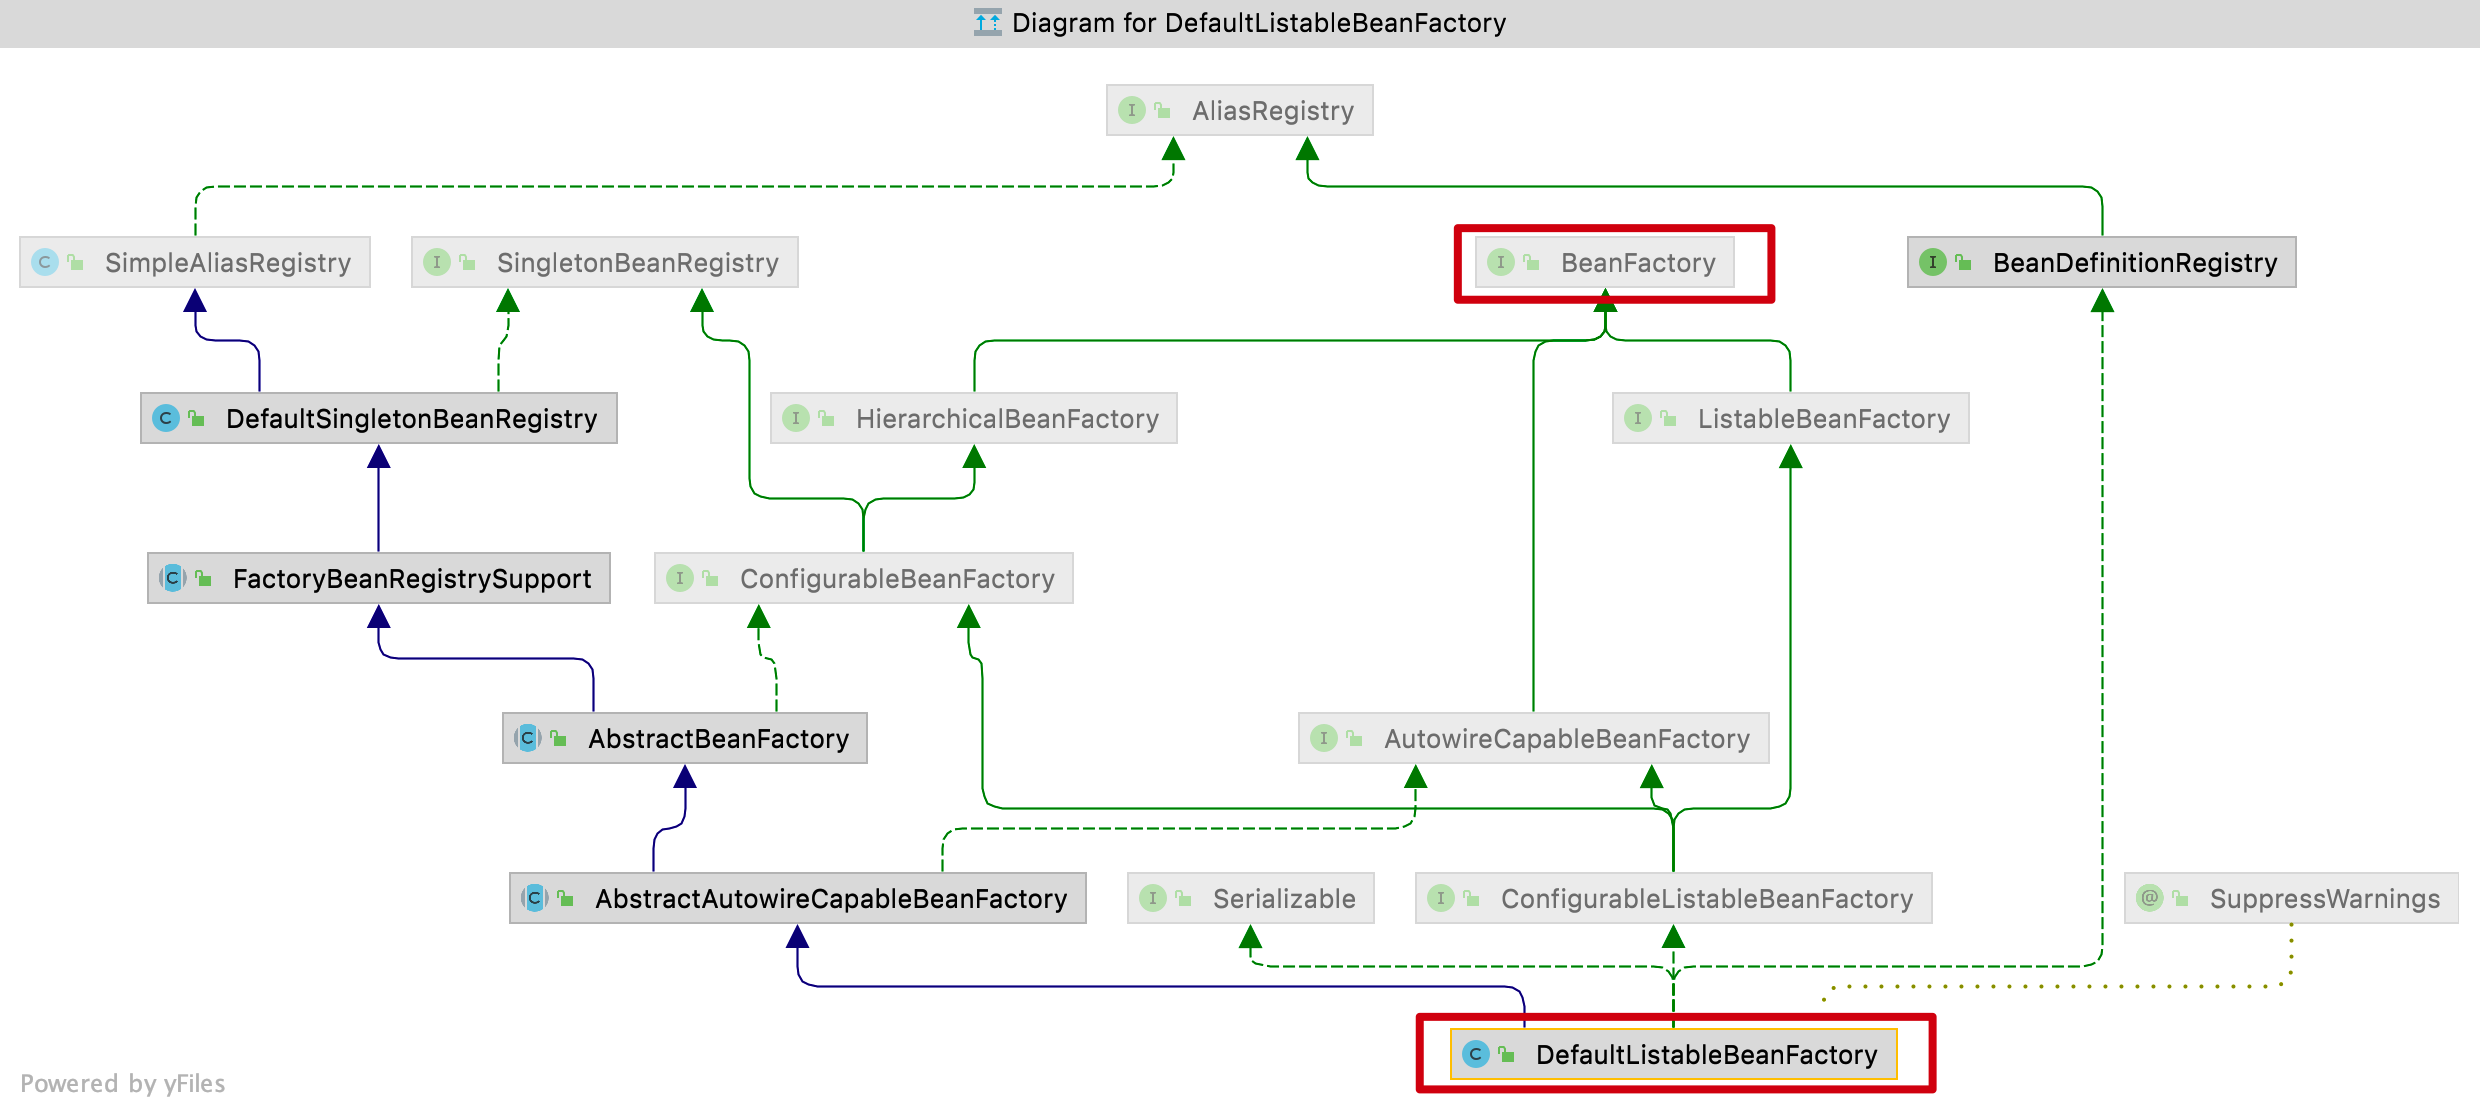 Diagram for DefaultListableBeanFactory
I AliasRegistry
C SimpleAliasRegistry
I SingletonBeanRegistry
I BeanFactory
I BeanDefinitionRegistry
C DefaultSingletonBeanRegistry
I HierarchicalBeanFactory
I ListableBeanFactory
C FactoryBeanRegistrySupport
I ConfigurableBeanFactory
C AbstractBeanFactory
I AutowireCapableBeanFactory
C AbstractAutowireCapableBeanFactory
I Serializable
I ConfigurableListableBeanFactory
@ SuppressWarnings
C DefaultListableBeanFactory
Powered by yFiles